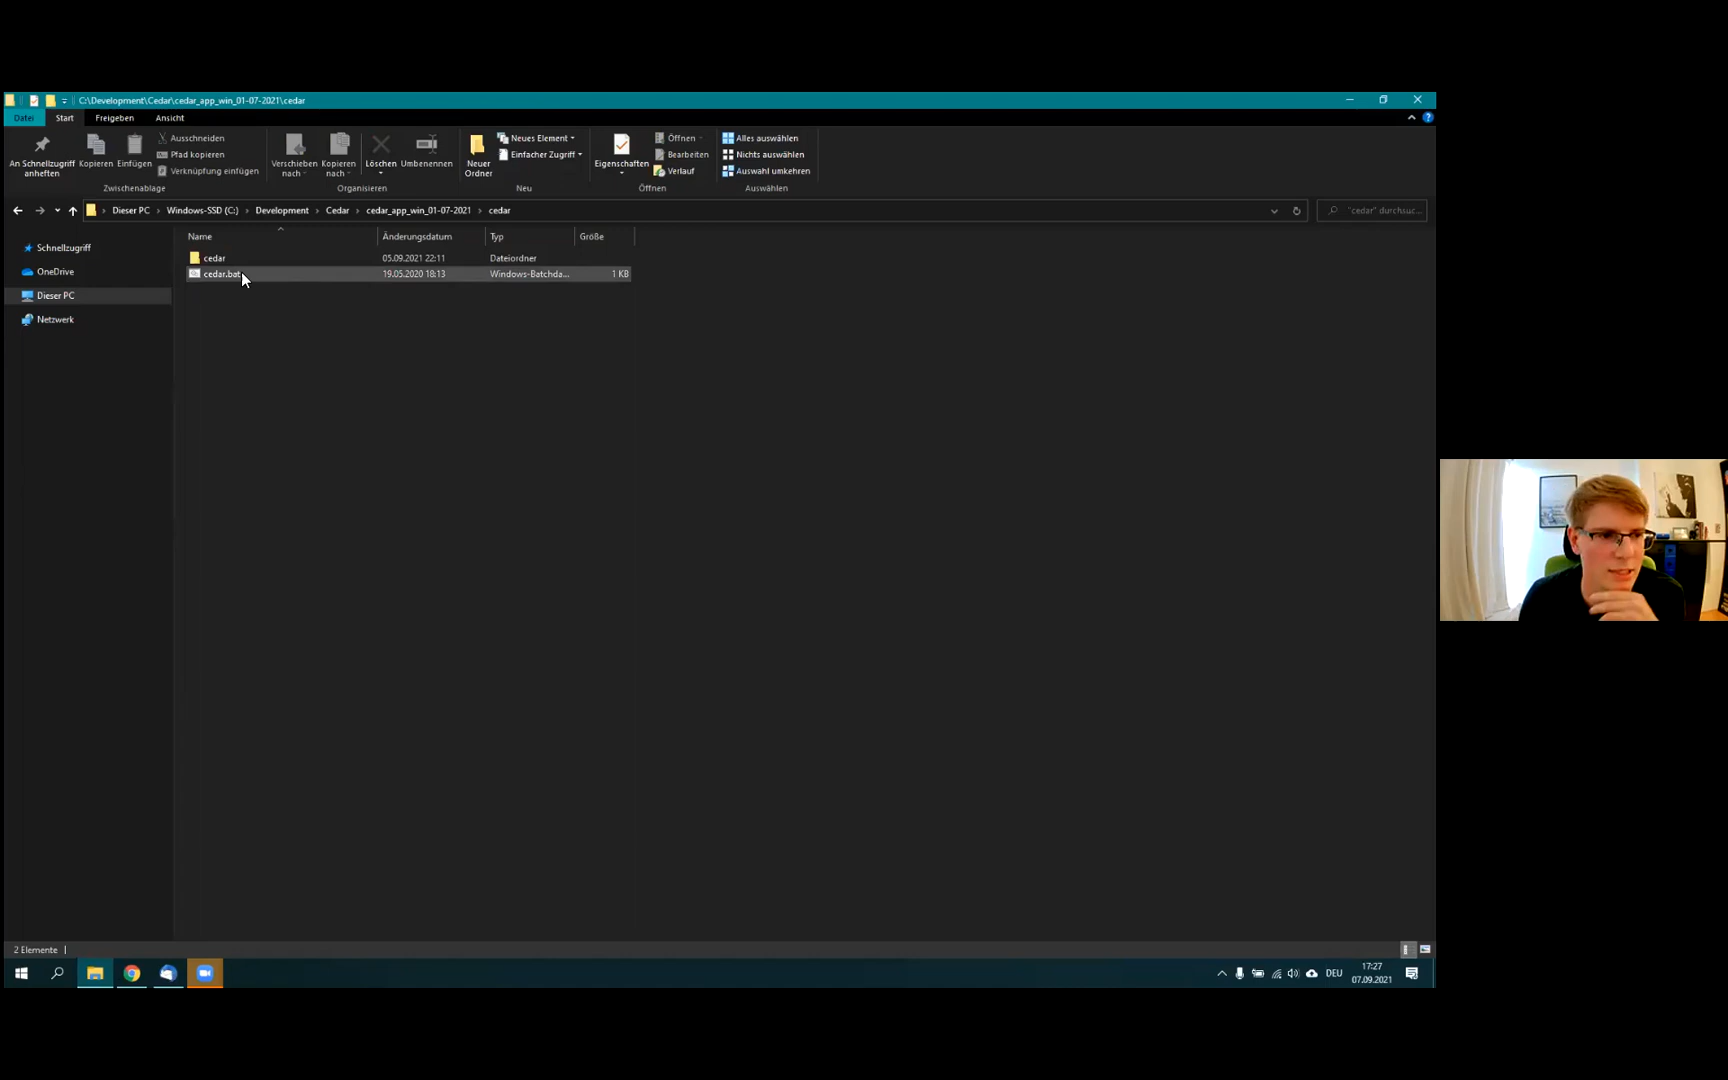 C:\Development\Cedar\cedar_app_win_01-07-2021\cedar
Datei Start Freigeben Ansicht
An Schnellzugriff anheften
Kopieren
Einfügen
Ausschneiden
Pfad kopieren
Verknüpfung einfügen
Zwischenablage
Verschieben nach
Kopieren nach
Löschen
Umbenennen
Organisieren
Neuer Ordner
Neues Element
Einfacher Zugriff
Neu
Eigenschaften
Öffnen
Bearbeiten
Verlauf
Öffnen
Alles auswählen
Nichts auswählen
Auswahl umkehren
Auswählen
Dieser PC > Windows-SSD (C:) > Development > Cedar > cedar_app_win_01-07-2021 > cedar
"cedar" durchsuc...
Name Änderungsdatum Typ Größe
cedar 05.09.2021 22:11 Dateiordner
cedar.bat 19.05.2020 18:13 Windows-Batchda... 1 KB
Schnellzugriff
OneDrive
Dieser PC
Netzwerk
2 Elemente
DEU
17:27
07.09.2021